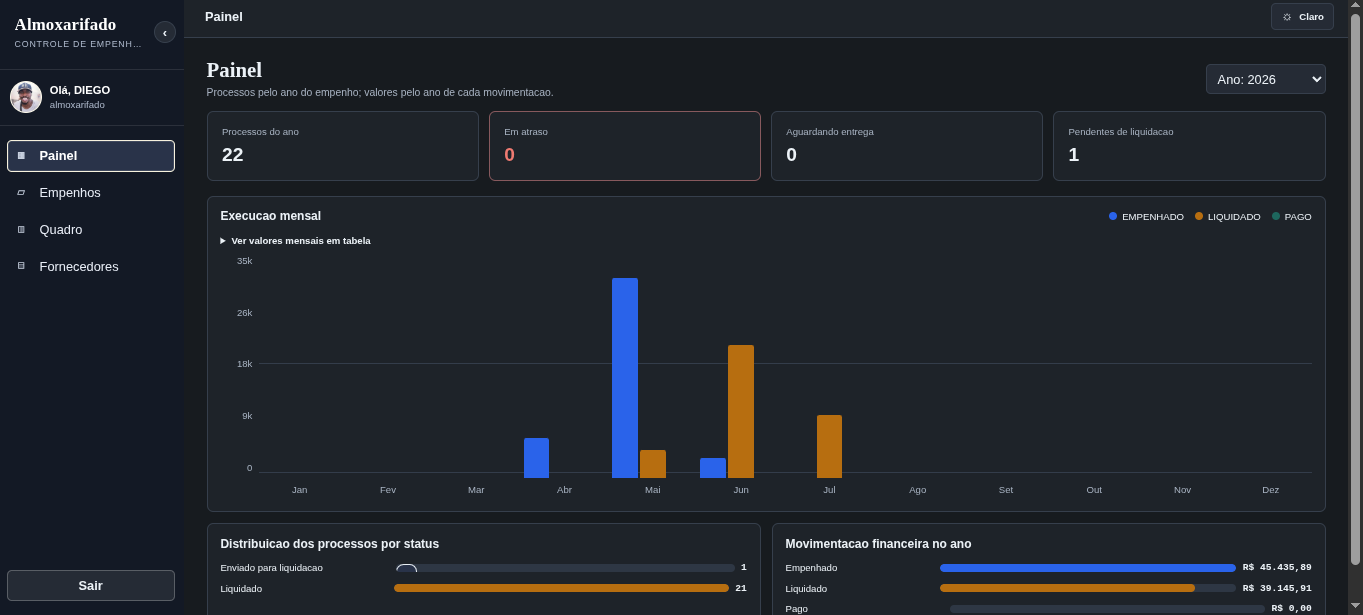 Almoxarifado
CONTROLE DE EMPENH...
‹
Olá, DIEGO
almoxarifado
Painel
Empenhos
Quadro
Fornecedores
Sair
Painel
Claro
Painel
Processos pelo ano do empenho; valores pelo ano de cada movimentacao.
Ano: 2026
Processos do ano
22
Em atraso
0
Aguardando entrega
0
Pendentes de liquidacao
1
Execucao mensal
EMPENHADO LIQUIDADO PAGO
Ver valores mensais em tabela
35k
26k
18k
9k
0
Jan Fev Mar Abr Mai Jun Jul Ago Set Out Nov Dez
Distribuicao dos processos por status
Enviado para liquidacao 1
Liquidado 21
Movimentacao financeira no ano
Empenhado R$ 45.435,89
Liquidado R$ 39.145,91
Pago R$ 0,00